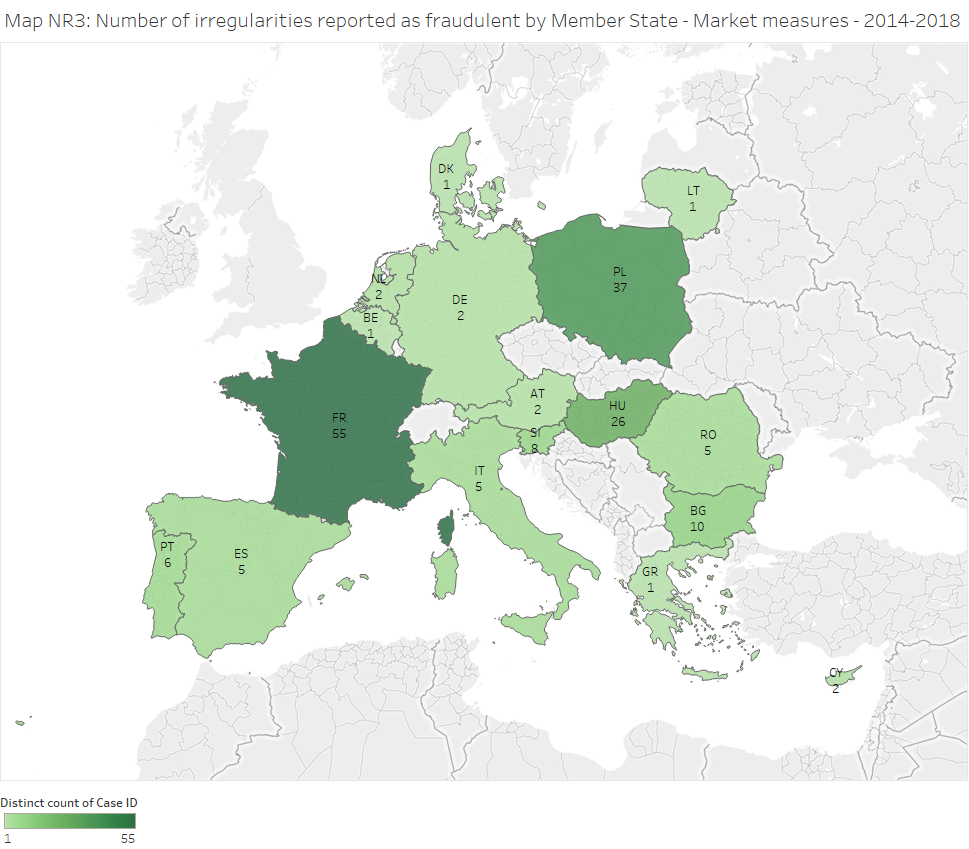 Map NR3: Number of irregularities reported as fraudulent by Member State - Market measures - 2014-2018
DK
1
LT
1
PL
37
NL
2
DE
2
BE
1
AT
2
HU
26
FR
55
SI
8
RO
5
IT
5
BG
10
PT
6
ES
5
GR
1
CY
2
Distinct count of Case ID
1
55